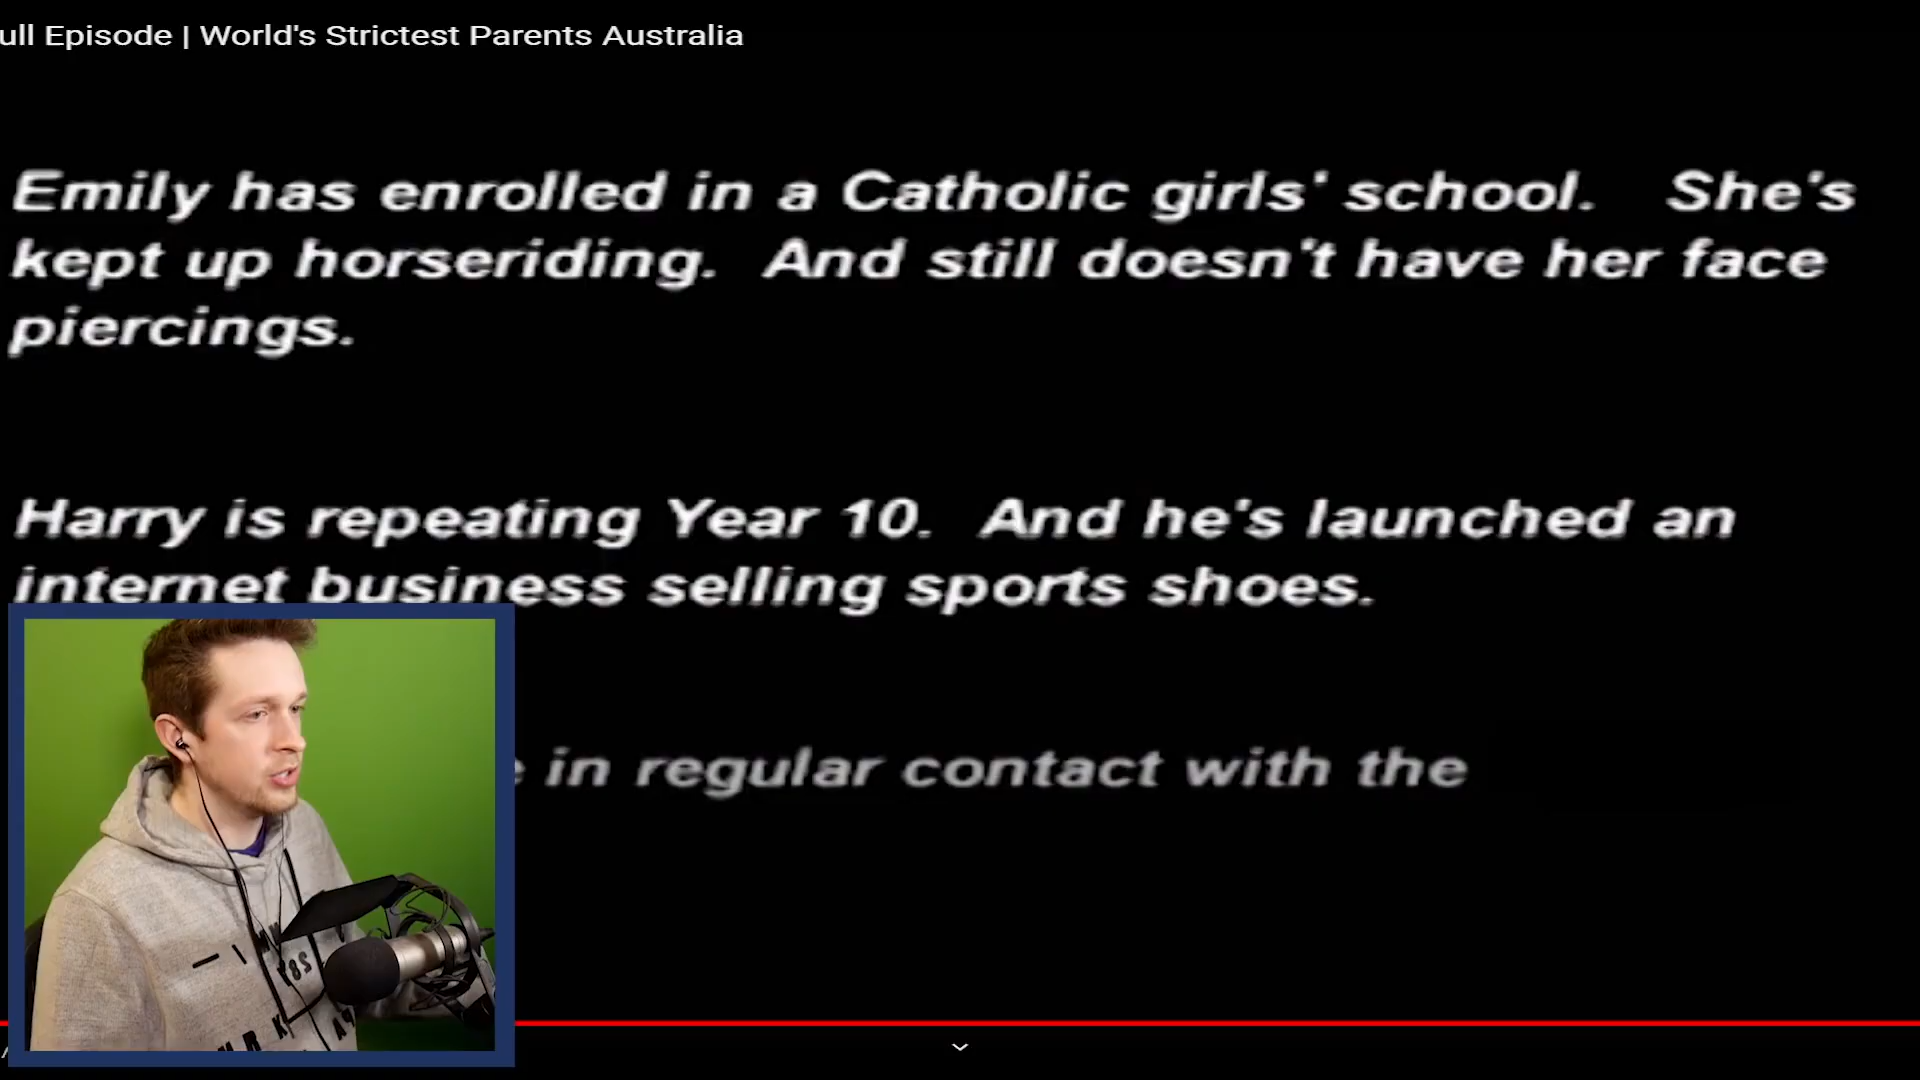 ull Episode | World's Strictest Parents Australia
Emily has enrolled in a Catholic girls' school. She's
kept up horseriding. And still doesn't have her face
piercings.
Harry is repeating Year 10. And he's launched an
internet business selling sports shoes.
in regular contact with the